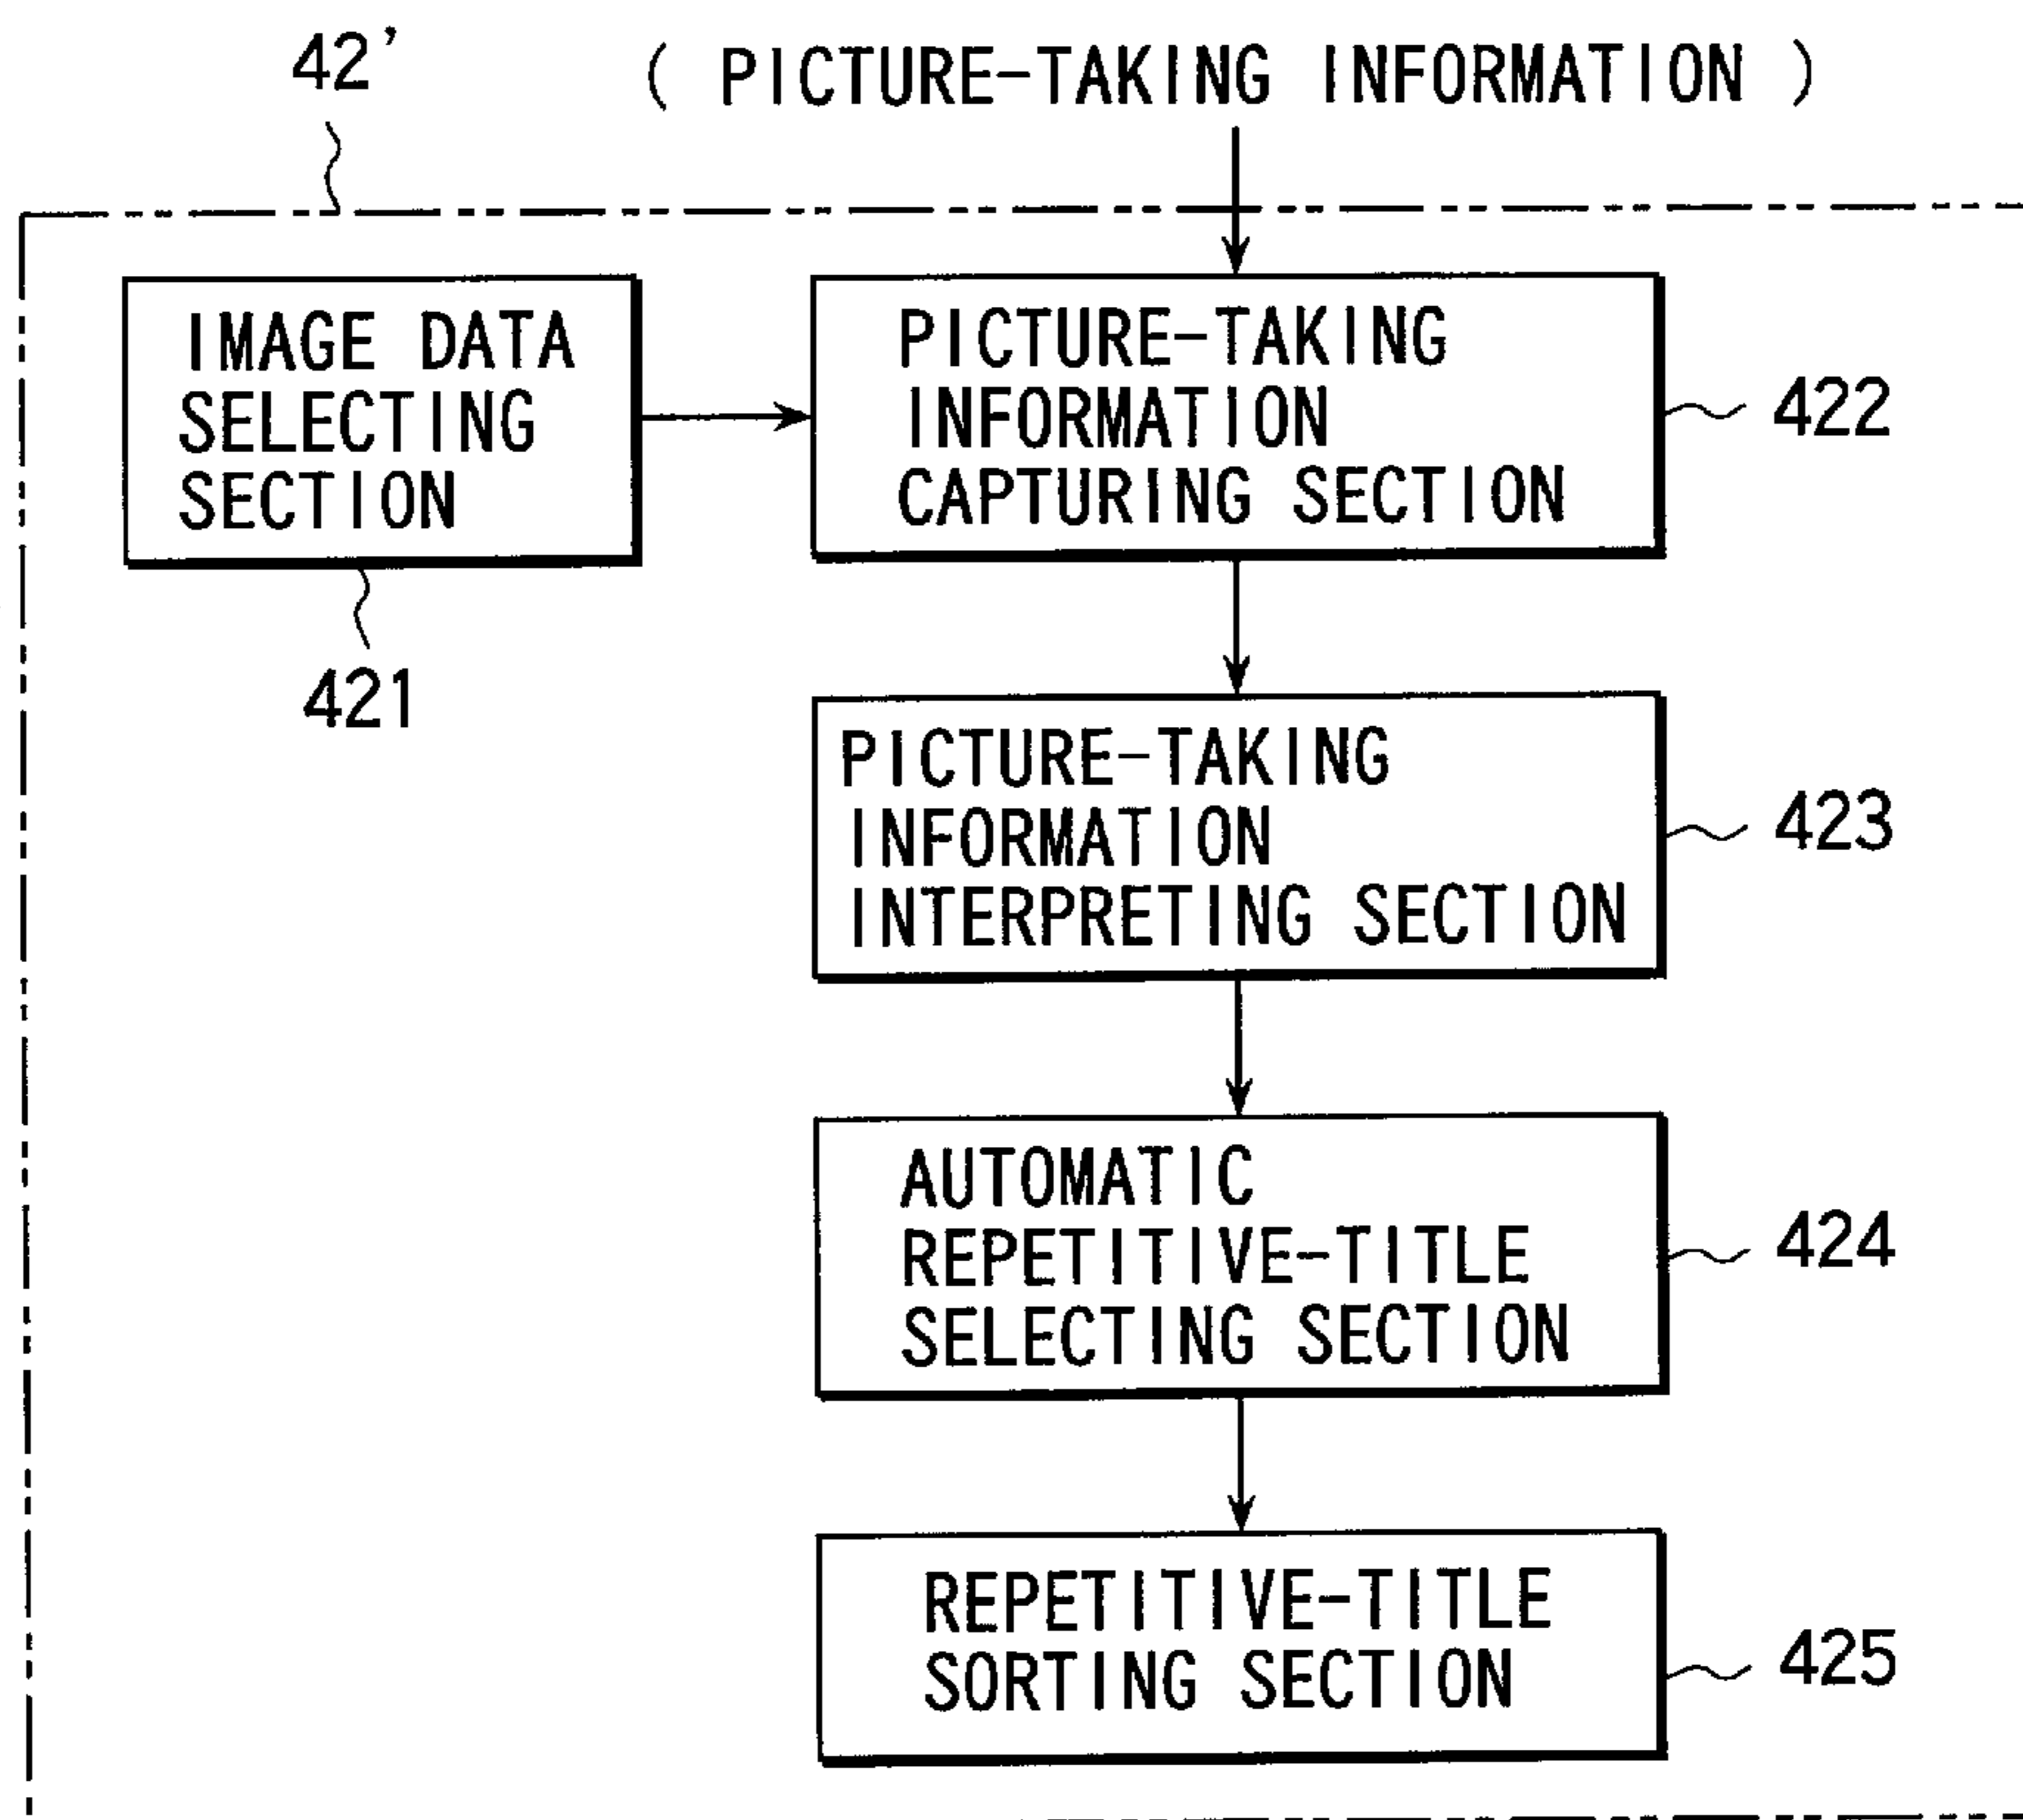 42'
( PICTURE-TAKING INFORMATION )
IMAGE DATA
SELECTING
SECTION
421
PICTURE-TAKING
INFORMATION
CAPTURING SECTION
422
PICTURE-TAKING
INFORMATION
INTERPRETING SECTION
423
AUTOMATIC
REPETITIVE-TITLE
SELECTING SECTION
424
REPETITIVE-TITLE
SORTING SECTION
425